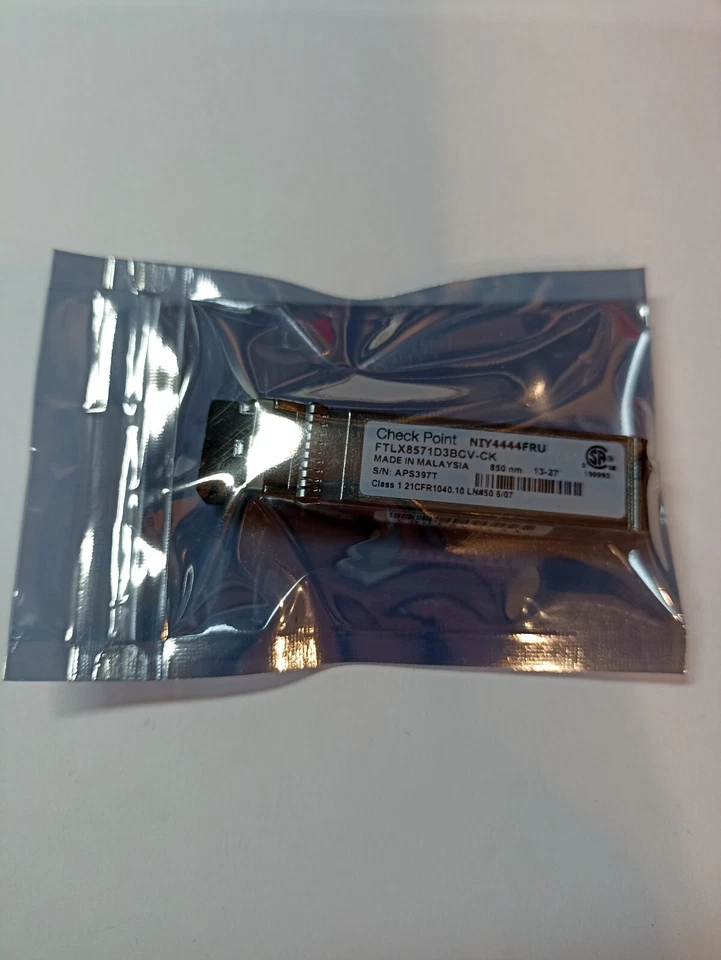 Check Point NIY4444FRU
FTLX8571D3BCV-CK
MADE IN MALAYSIA 850 nm 13-27
S/N: APS397T
Class 1 21CFR1040.10 LN#50 6/07
190995